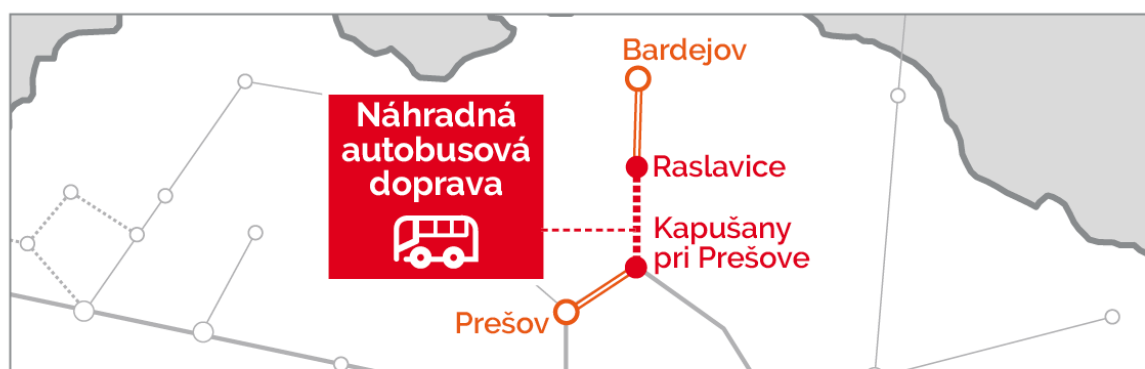 Bardejov
Náhradná
autobusová
doprava
Raslavice
Kapušany
pri Prešove
Prešov